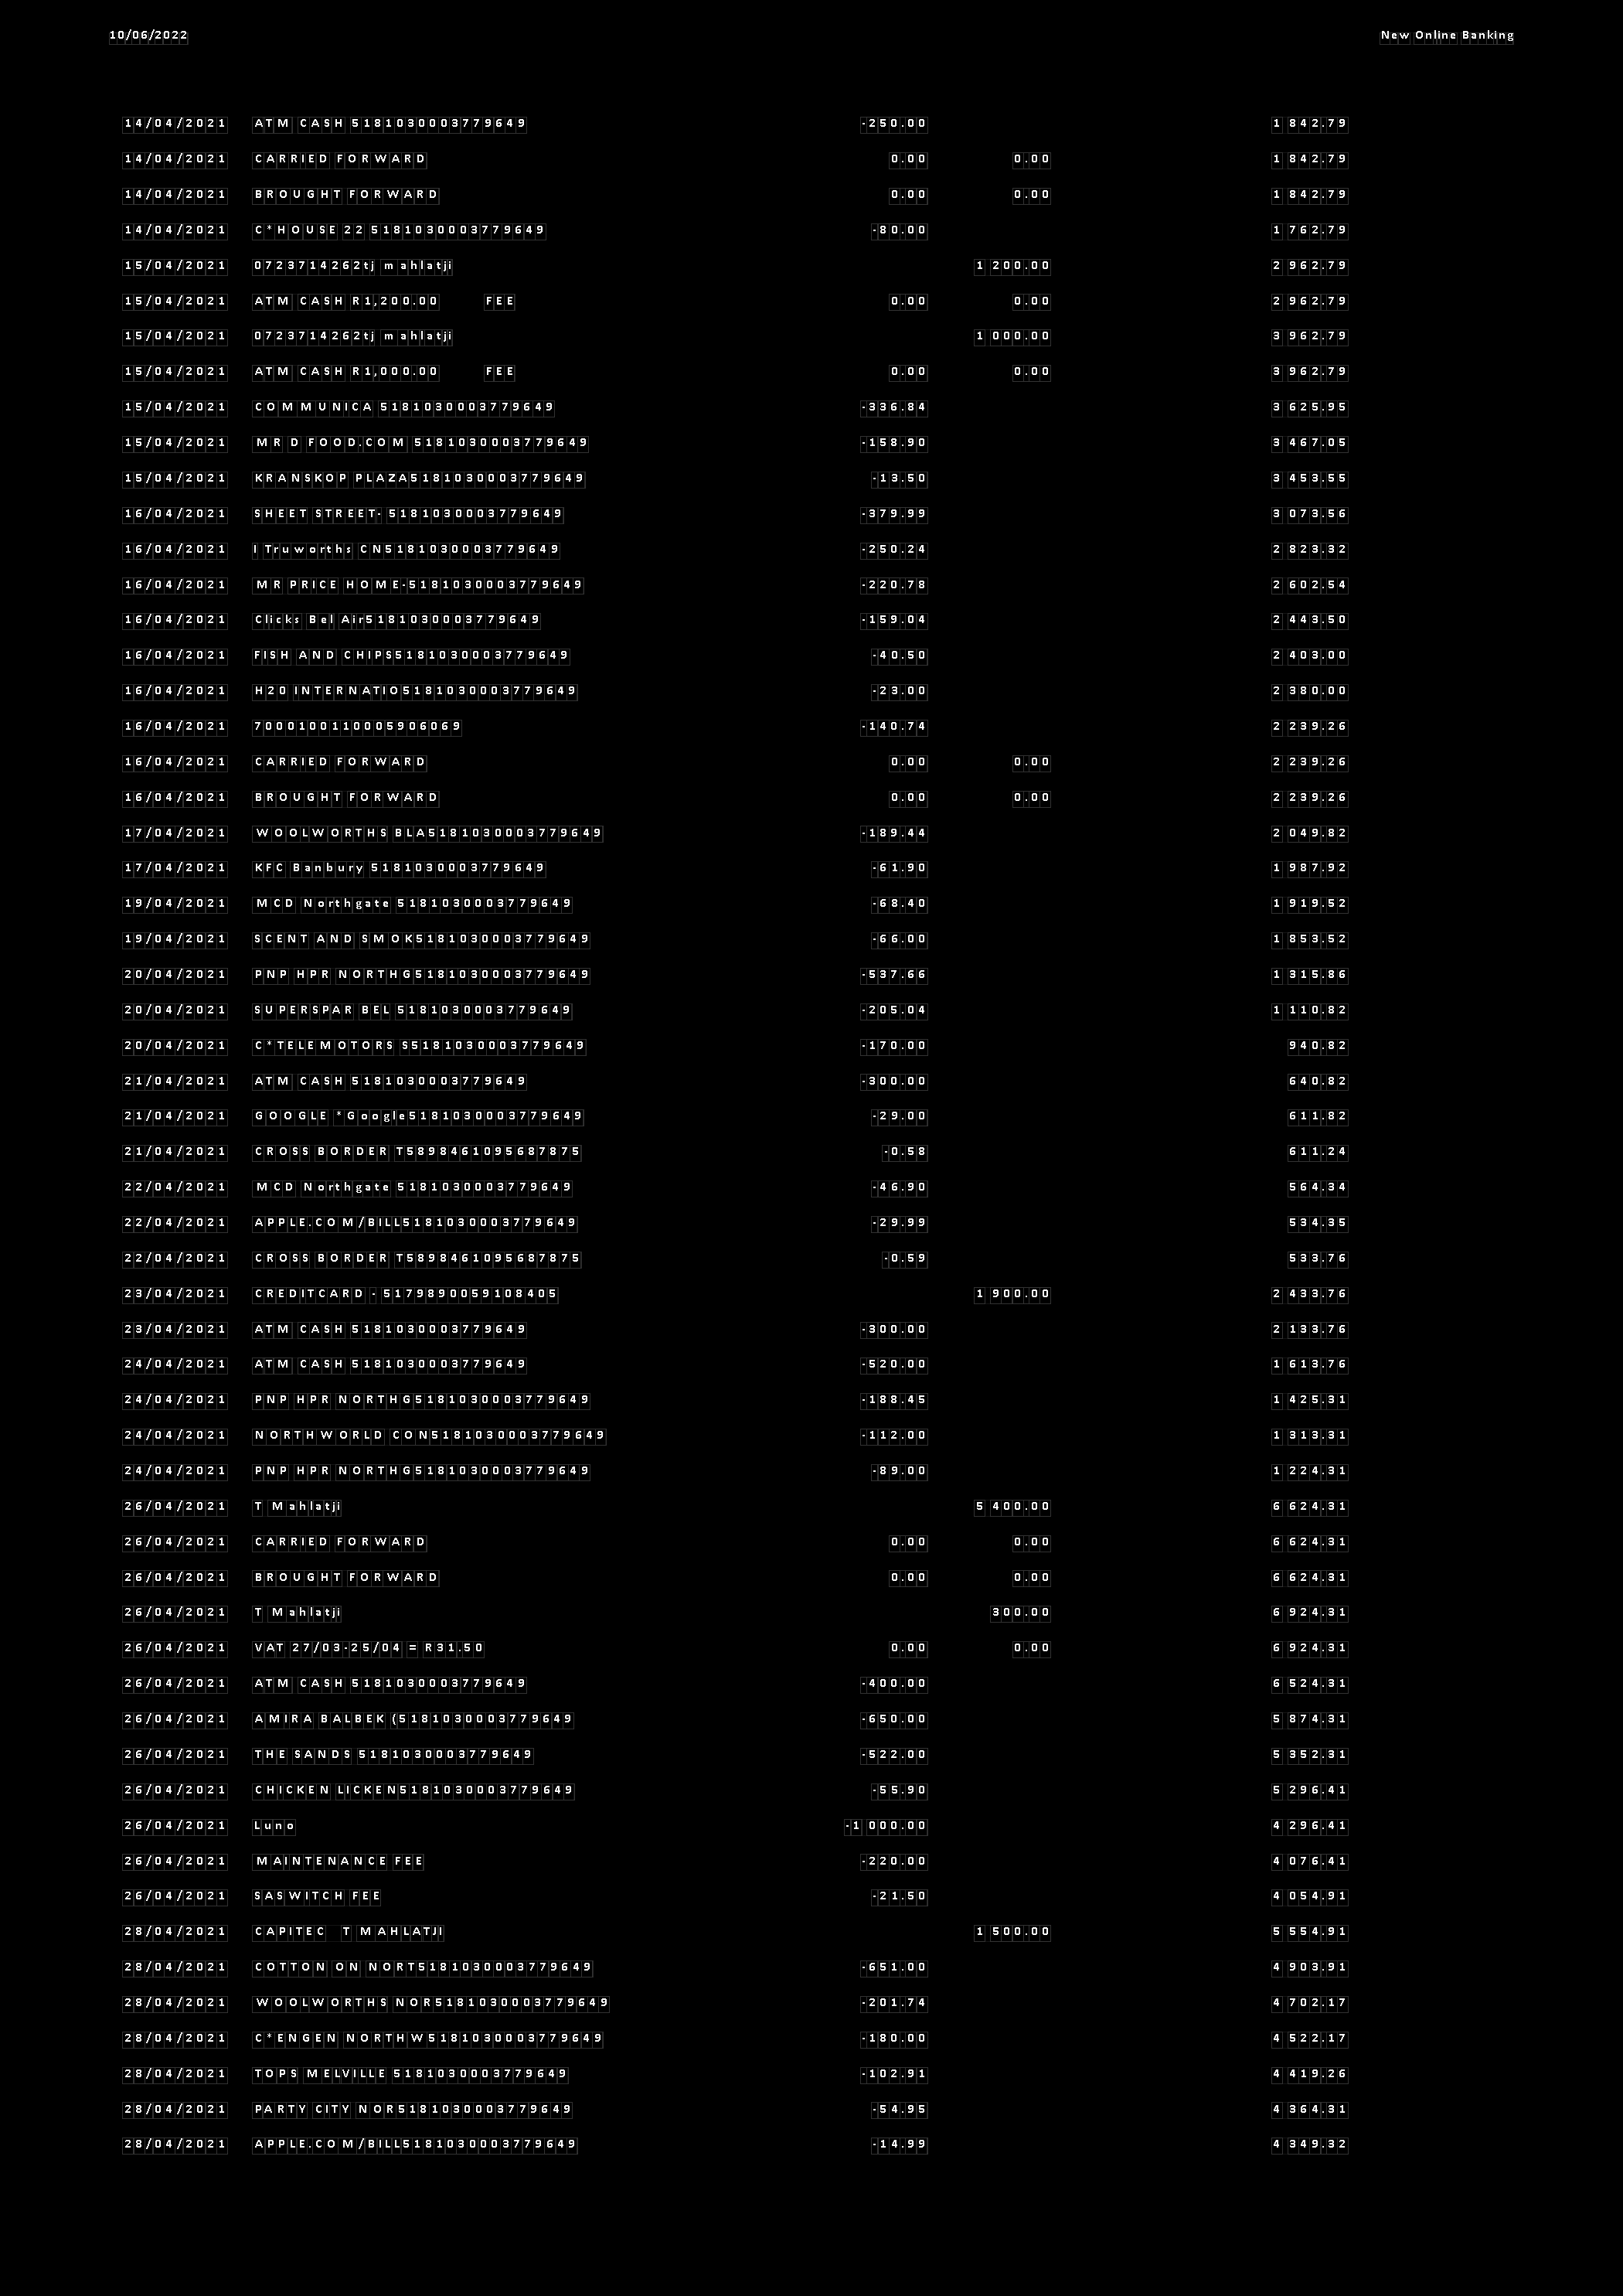 10/06/2022 New Online Banking
14/04/2021 ATM CASH 5181030003779649 -250.00 1 842.79
14/04/2021 CARRIED FORWARD 0.00 0.00 1 842.79
14/04/2021 BROUGHT FORWARD 0.00 0.00 1 842.79
14/04/2021 C*HOUSE 22 5181030003779649 -80.00 1 762.79
15/04/2021 0723714262tj mahlatji 1 200.00 2 962.79
15/04/2021 ATM CASH R1,200.00 FEE 0.00 0.00 2 962.79
15/04/2021 0723714262tj mahlatji 1 000.00 3 962.79
15/04/2021 ATM CASH R1,000.00 FEE 0.00 0.00 3 962.79
15/04/2021 COMMUNICA 5181030003779649 -336.84 3 625.95
15/04/2021 MR D FOOD.COM 5181030003779649 -158.90 3 467.05
15/04/2021 KRANSKOP PLAZA5181030003779649 -13.50 3 453.55
16/04/2021 SHEET STREET- 5181030003779649 -379.99 3 073.56
16/04/2021 I Truworths CN5181030003779649 -250.24 2 823.32
16/04/2021 MR PRICE HOME-5181030003779649 -220.78 2 602.54
16/04/2021 Clicks Bel Air5181030003779649 -159.04 2 443.50
16/04/2021 FISH AND CHIPS5181030003779649 -40.50 2 403.00
16/04/2021 H20 INTERNATIO5181030003779649 -23.00 2 380.00
16/04/2021 7000100110005906069 -140.74 2 239.26
16/04/2021 CARRIED FORWARD 0.00 0.00 2 239.26
16/04/2021 BROUGHT FORWARD 0.00 0.00 2 239.26
17/04/2021 WOOLWORTHS BLA5181030003779649 -189.44 2 049.82
17/04/2021 KFC Banbury 5181030003779649 -61.90 1 987.92
19/04/2021 MCD Northgate 5181030003779649 -68.40 1 919.52
19/04/2021 SCENT AND SMOK5181030003779649 -66.00 1 853.52
20/04/2021 PNP HPR NORTHG5181030003779649 -537.66 1 315.86
20/04/2021 SUPERSPAR BEL 5181030003779649 -205.04 1 110.82
20/04/2021 C*TELEMOTORS S5181030003779649 -170.00 940.82
21/04/2021 ATM CASH 5181030003779649 -300.00 640.82
21/04/2021 GOOGLE *Google5181030003779649 -29.00 611.82
21/04/2021 CROSS BORDER T5898461095687875 -0.58 611.24
22/04/2021 MCD Northgate 5181030003779649 -46.90 564.34
22/04/2021 APPLE.COM/BILL5181030003779649 -29.99 534.35
22/04/2021 CROSS BORDER T5898461095687875 -0.59 533.76
23/04/2021 CREDITCARD - 5179890059108405 1 900.00 2 433.76
23/04/2021 ATM CASH 5181030003779649 -300.00 2 133.76
24/04/2021 ATM CASH 5181030003779649 -520.00 1 613.76
24/04/2021 PNP HPR NORTHG5181030003779649 -188.45 1 425.31
24/04/2021 NORTHWORLD CON5181030003779649 -112.00 1 313.31
24/04/2021 PNP HPR NORTHG5181030003779649 -89.00 1 224.31
26/04/2021 T Mahlatji 5 400.00 6 624.31
26/04/2021 CARRIED FORWARD 0.00 0.00 6 624.31
26/04/2021 BROUGHT FORWARD 0.00 0.00 6 624.31
26/04/2021 T Mahlatji 300.00 6 924.31
26/04/2021 VAT 27/03-25/04 = R31.50 0.00 0.00 6 924.31
26/04/2021 ATM CASH 5181030003779649 -400.00 6 524.31
26/04/2021 AMIRA BALBEK (5181030003779649 -650.00 5 874.31
26/04/2021 THE SANDS 5181030003779649 -522.00 5 352.31
26/04/2021 CHICKEN LICKEN5181030003779649 -55.90 5 296.41
26/04/2021 Luno -1 000.00 4 296.41
26/04/2021 MAINTENANCE FEE -220.00 4 076.41
26/04/2021 SASWITCH FEE -21.50 4 054.91
28/04/2021 CAPITEC T MAHLATJI 1 500.00 5 554.91
28/04/2021 COTTON ON NORT5181030003779649 -651.00 4 903.91
28/04/2021 WOOLWORTHS NOR5181030003779649 -201.74 4 702.17
28/04/2021 C*ENGEN NORTHW5181030003779649 -180.00 4 522.17
28/04/2021 TOPS MELVILLE 5181030003779649 -102.91 4 419.26
28/04/2021 PARTY CITY NOR5181030003779649 -54.95 4 364.31
28/04/2021 APPLE.COM/BILL5181030003779649 -14.99 4 349.32